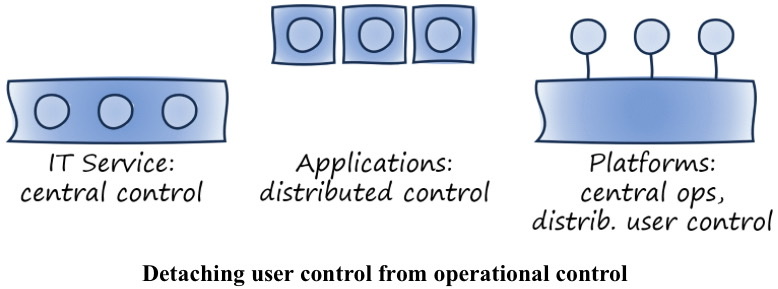 IT Service:
central control
Applications:
distributed control
Platforms:
central ops,
distrib. user control
Detaching user control from operational control